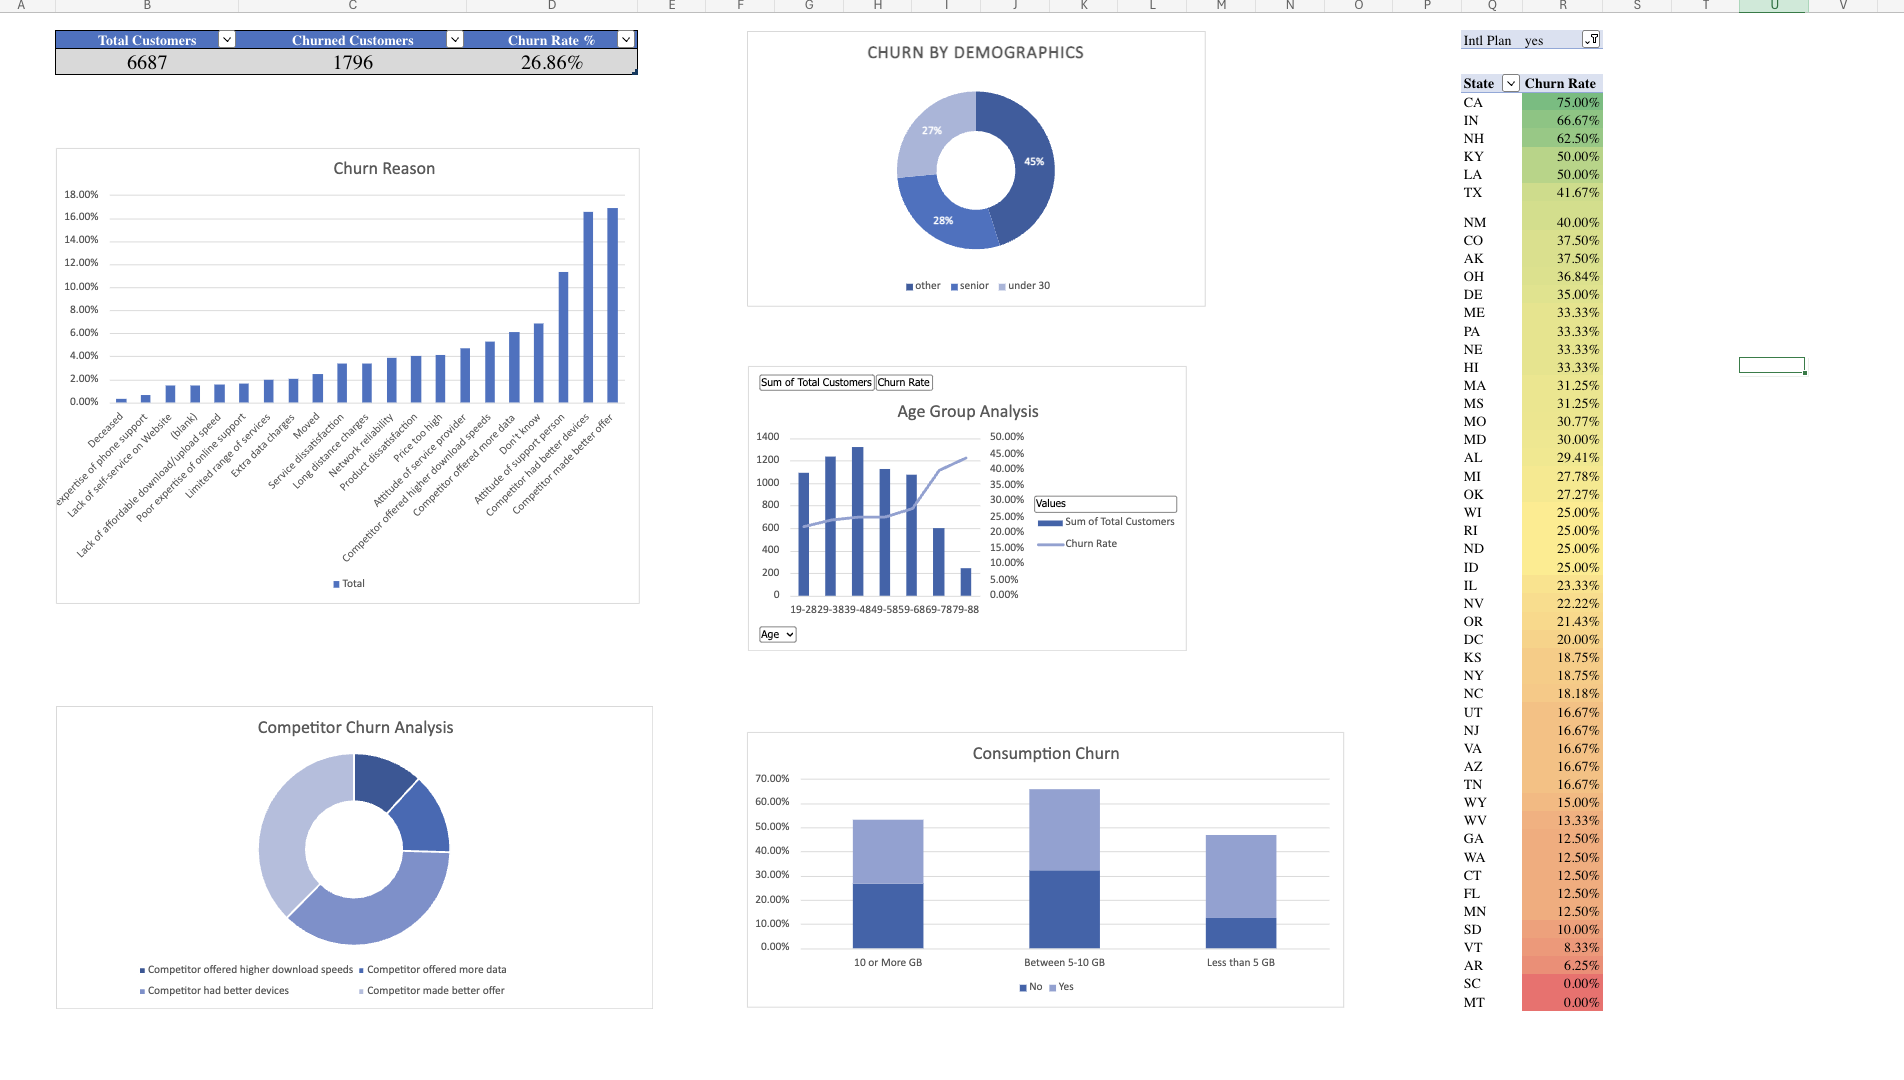 A B C D E F G H I J K L M N O P Q R S T U V
Total Customers Churned Customers Churn Rate %
6687 1796 26.86%
Churn Reason
18.00%
16.00%
14.00%
12.00%
10.00%
8.00%
6.00%
4.00%
2.00%
0.00%
Deceased
expertise of phone support
Lack of self-service on Website
(blank)
Lack of affordable download/upload speed
Poor expertise of online support
Limited range of services
Extra data charges
Moved
Service dissatisfaction
Long distance charges
Network reliability
Product dissatisfaction
Price too high
Attitude of service provider
Competitor offered higher download speeds
Competitor offered more data
Don't know
Attitude of support person
Competitor had better devices
Competitor made better offer
Total
Competitor Churn Analysis
Competitor offered higher download speeds
Competitor offered more data
Competitor had better devices
Competitor made better offer
CHURN BY DEMOGRAPHICS
27%
45%
28%
other senior under 30
Sum of Total Customers Churn Rate
Age Group Analysis
1400
1200
1000
800
600
400
200
0
50.00%
45.00%
40.00%
35.00%
30.00%
25.00%
20.00%
15.00%
10.00%
5.00%
0.00%
19-28 29-38 39-48 49-58 59-68 69-78 79-88
Values
Sum of Total Customers
Churn Rate
Age
Consumption Churn
70.00%
60.00%
50.00%
40.00%
30.00%
20.00%
10.00%
0.00%
10 or More GB Between 5-10 GB Less than 5 GB
No Yes
Intl Plan yes
State Churn Rate
CA 75.00%
IN 66.67%
NH 62.50%
KY 50.00%
LA 50.00%
TX 41.67%
NM 40.00%
CO 37.50%
AK 37.50%
OH 36.84%
DE 35.00%
ME 33.33%
PA 33.33%
NE 33.33%
HI 33.33%
MA 31.25%
MS 31.25%
MO 30.77%
MD 30.00%
AL 29.41%
MI 27.78%
OK 27.27%
WI 25.00%
RI 25.00%
ND 25.00%
ID 25.00%
IL 23.33%
NV 22.22%
OR 21.43%
DC 20.00%
KS 18.75%
NY 18.75%
NC 18.18%
UT 16.67%
NJ 16.67%
VA 16.67%
AZ 16.67%
TN 16.67%
WY 15.00%
WV 13.33%
GA 12.50%
WA 12.50%
CT 12.50%
FL 12.50%
MN 12.50%
SD 10.00%
VT 8.33%
AR 6.25%
SC 0.00%
MT 0.00%